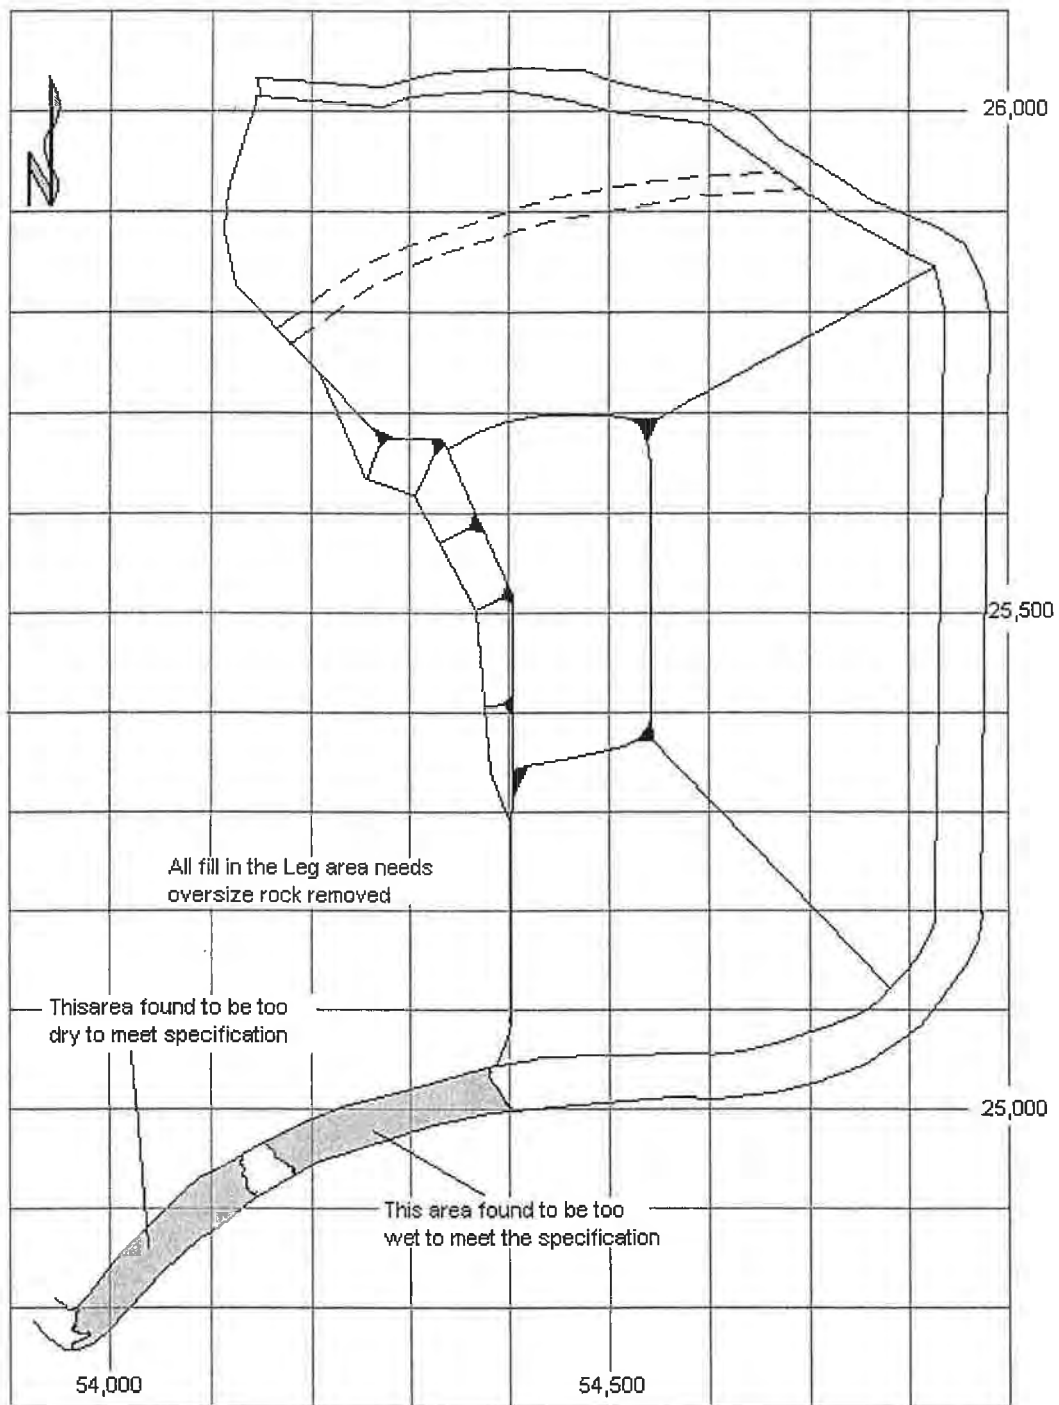 N
26,000
25,500
All fill in the Leg area needs
oversize rock removed
Thisarea found to be too
dry to meet specification
25,000
This area found to be too
wet to meet the specification
54,000
54,500